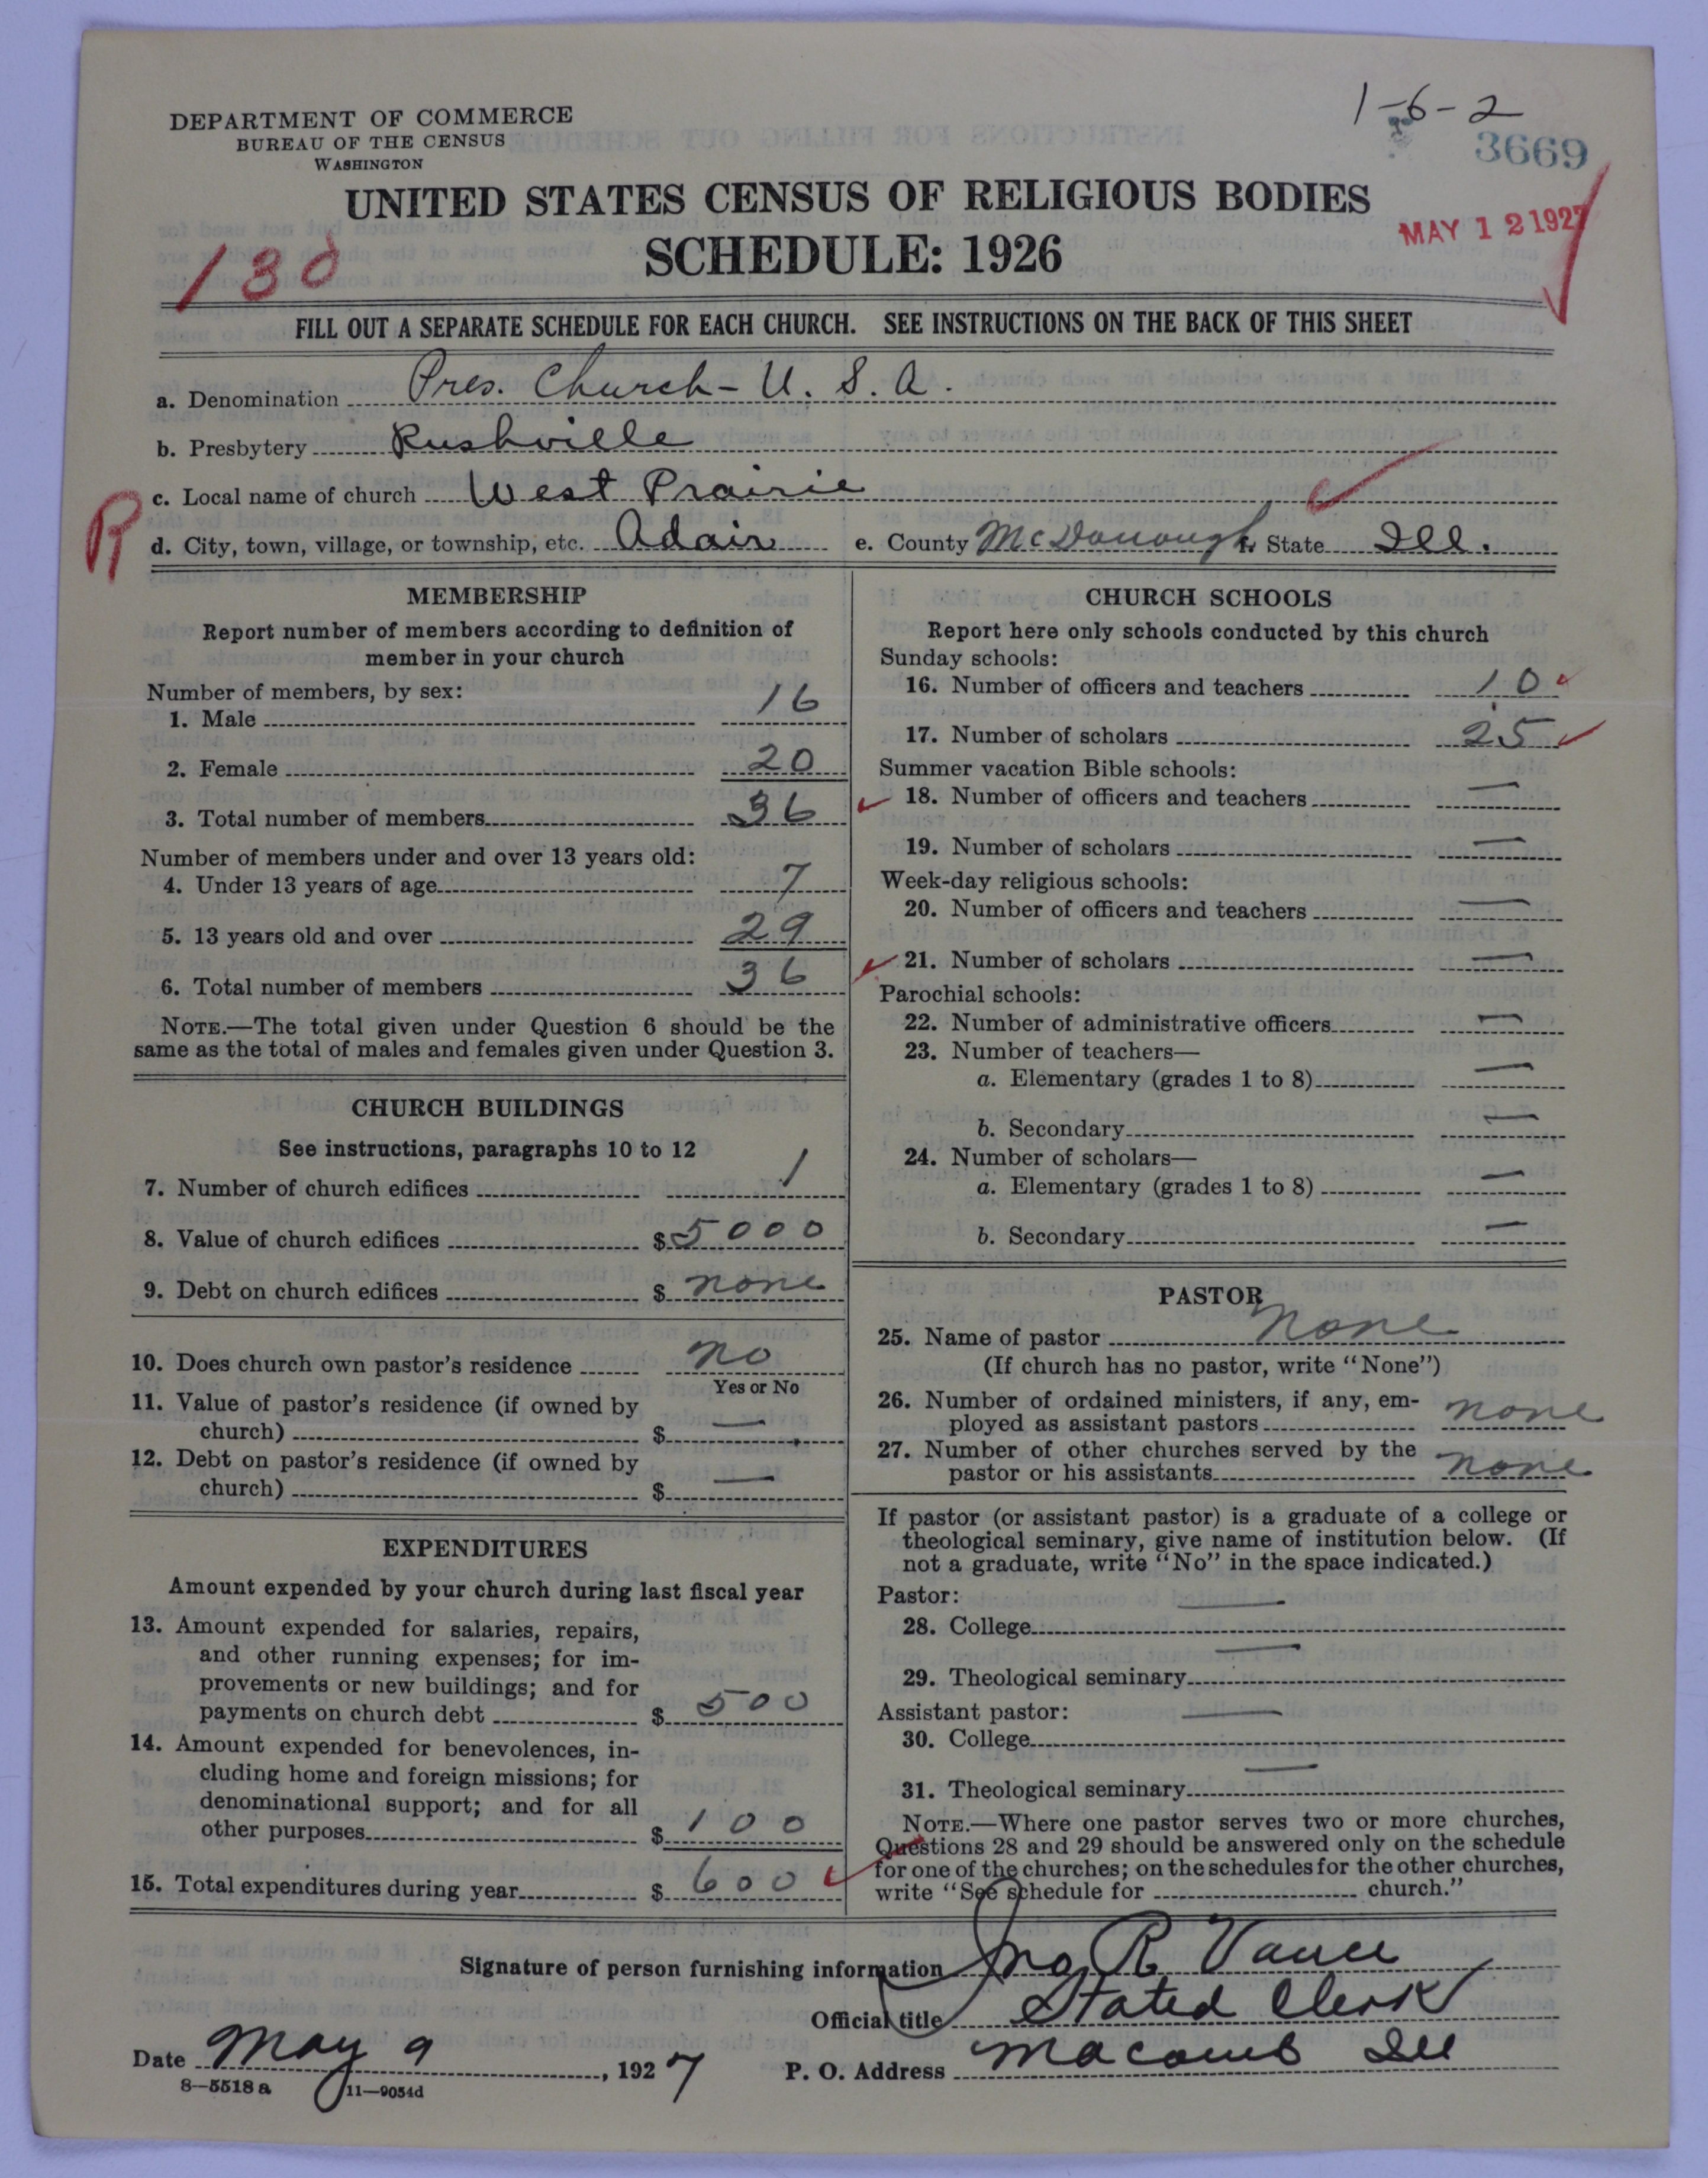 1-6-2
3669
DEPARTMENT OF COMMERCE
BUREAU OF THE CENSUS
WASHINGTON
UNITED STATES CENSUS OF RELIGIOUS BODIES
MAY 12 1927
SCHEDULE: 1926
130
FILL OUT A SEPARATE SCHEDULE FOR EACH CHURCH. SEE INSTRUCTIONS ON THE BACK OF THIS SHEET
a. Denomination Pres. Church - U. S. A.
b. Presbytery Rushville
c. Local name of church West Prairie
R
d. City, town, village, or township, etc. Adair e. County McDonough f. State Ill.
MEMBERSHIP
Report number of members according to definition of
member in your church
Number of members, by sex:
1. Male 16
2. Female 20
3. Total number of members 36
Number of members under and over 13 years old:
4. Under 13 years of age 7
5. 13 years old and over 29
6. Total number of members 36
NOTE.—The total given under Question 6 should be the
same as the total of males and females given under Question 3.
CHURCH BUILDINGS
See instructions, paragraphs 10 to 12
7. Number of church edifices 1
8. Value of church edifices $ 5000
9. Debt on church edifices $ none
10. Does church own pastor's residence no
Yes or No
11. Value of pastor's residence (if owned by
church) $ —
12. Debt on pastor's residence (if owned by
church) $ —
EXPENDITURES
Amount expended by your church during last fiscal year
13. Amount expended for salaries, repairs,
and other running expenses; for im-
provements or new buildings; and for
payments on church debt $ 500
14. Amount expended for benevolences, in-
cluding home and foreign missions; for
denominational support; and for all
other purposes $ 100
15. Total expenditures during year $ 600
CHURCH SCHOOLS
Report here only schools conducted by this church
Sunday schools:
16. Number of officers and teachers 10
17. Number of scholars 25
Summer vacation Bible schools:
18. Number of officers and teachers —
19. Number of scholars —
Week-day religious schools:
20. Number of officers and teachers —
21. Number of scholars —
Parochial schools:
22. Number of administrative officers —
23. Number of teachers—
a. Elementary (grades 1 to 8) —
b. Secondary —
24. Number of scholars—
a. Elementary (grades 1 to 8) —
b. Secondary —
PASTOR
25. Name of pastor None
(If church has no pastor, write "None")
26. Number of ordained ministers, if any, em-
ployed as assistant pastors none
27. Number of other churches served by the
pastor or his assistants none
If pastor (or assistant pastor) is a graduate of a college or
theological seminary, give name of institution below. (If
not a graduate, write "No" in the space indicated.)
Pastor:
28. College —
29. Theological seminary —
Assistant pastor:
30. College —
31. Theological seminary —
NOTE.—Where one pastor serves two or more churches,
Questions 28 and 29 should be answered only on the schedule
for one of the churches; on the schedules for the other churches,
write "See schedule for church."
Signature of person furnishing information Jno R Vance
Official title Stated Clerk
Date May 9, 1927 P. O. Address Macomb Ill
8—5518 a 11—9054d